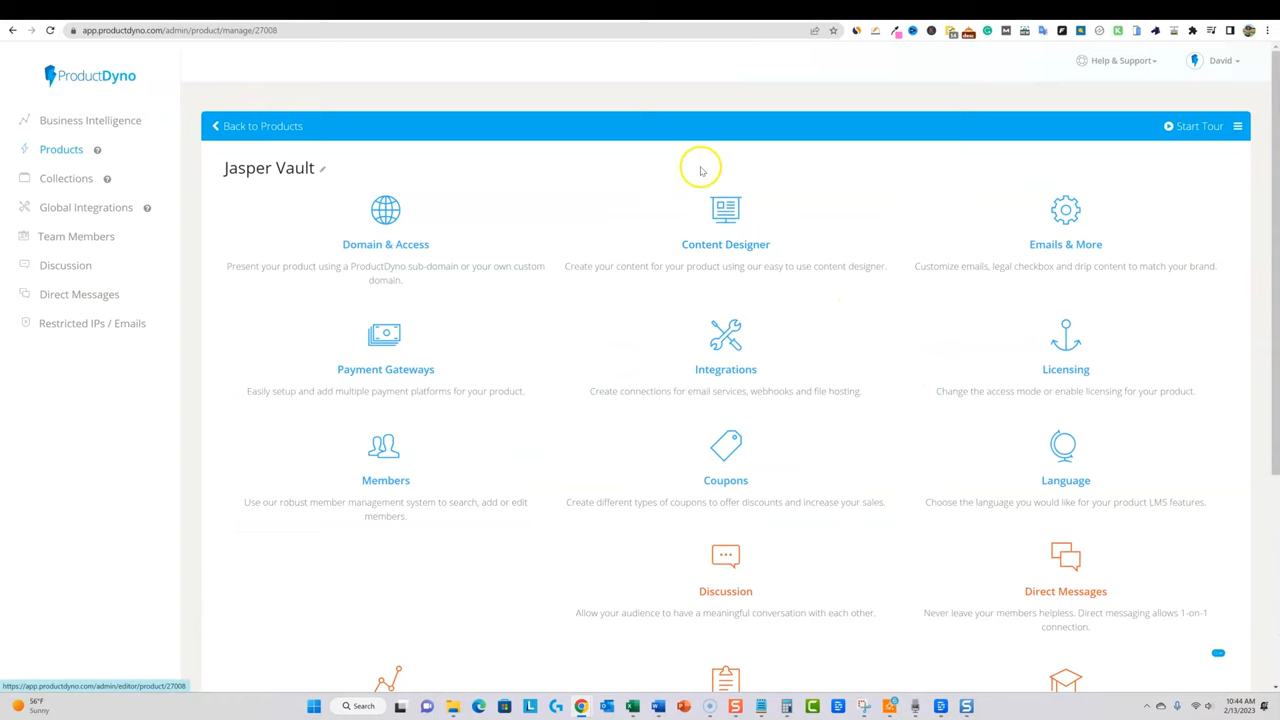 app.productdyno.com/admin/product/manage/27008
ProductDyno
Help & Support
David
Business Intelligence
Products
Collections
Global Integrations
Team Members
Discussion
Direct Messages
Restricted IPs / Emails
Back to Products
Start Tour
Jasper Vault
Domain & Access
Present your product using a ProductDyno sub-domain or your own custom
domain.
Content Designer
Create your content for your product using our easy to use content designer.
Emails & More
Customize emails, legal checkbox and drip content to match your brand.
Payment Gateways
Easily setup and add multiple payment platforms for your product.
Integrations
Create connections for email services, webhooks and file hosting.
Licensing
Change the access mode or enable licensing for your product.
Members
Use our robust member management system to search, add or edit
members.
Coupons
Create different types of coupons to offer discounts and increase your sales.
Language
Choose the language you would like for your product LMS features.
Discussion
Allow your audience to have a meaningful conversation with each other.
Direct Messages
Never leave your members helpless. Direct messaging allows 1-on-1
connection.
https://app.productdyno.com/admin/editor/product/27008
56°F
Sunny
Search
10:44 AM
2/13/2023